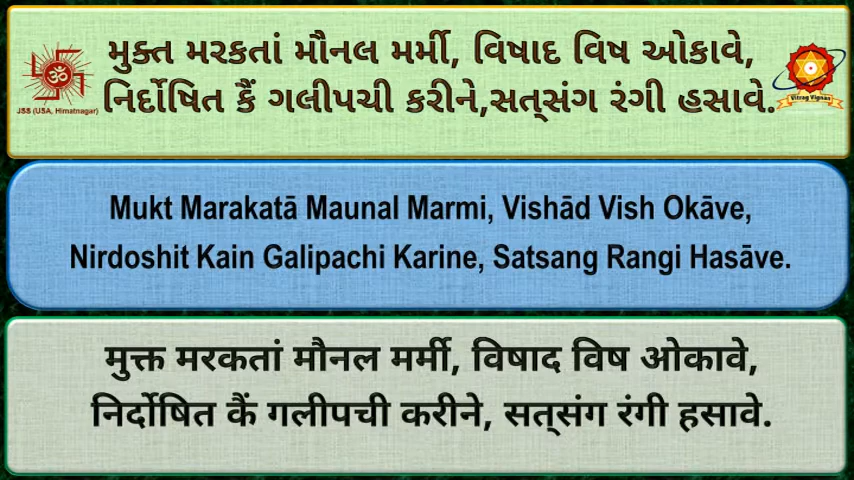 મુક્ત મરકતાં મૌનલ મર્મી, વિષાદ વિષ ઓકાવે,
નિર્દોષિત કૈં ગલીપચી કરીને,સત્‌સંગ રંગી હસાવે.
JSS (USA, Himatnagar)
Vitrag Vignan
Mukt Marakatā Maunal Marmi, Vishād Vish Okāve,
Nirdoshit Kain Galipachi Karine, Satsang Rangi Hasāve.
मुक्त मरकतां मौनल मर्मी, विषाद विष ओकावे,
निर्दोषित कैं गलीपची करीने, सत्‌संग रंगी हसावे.